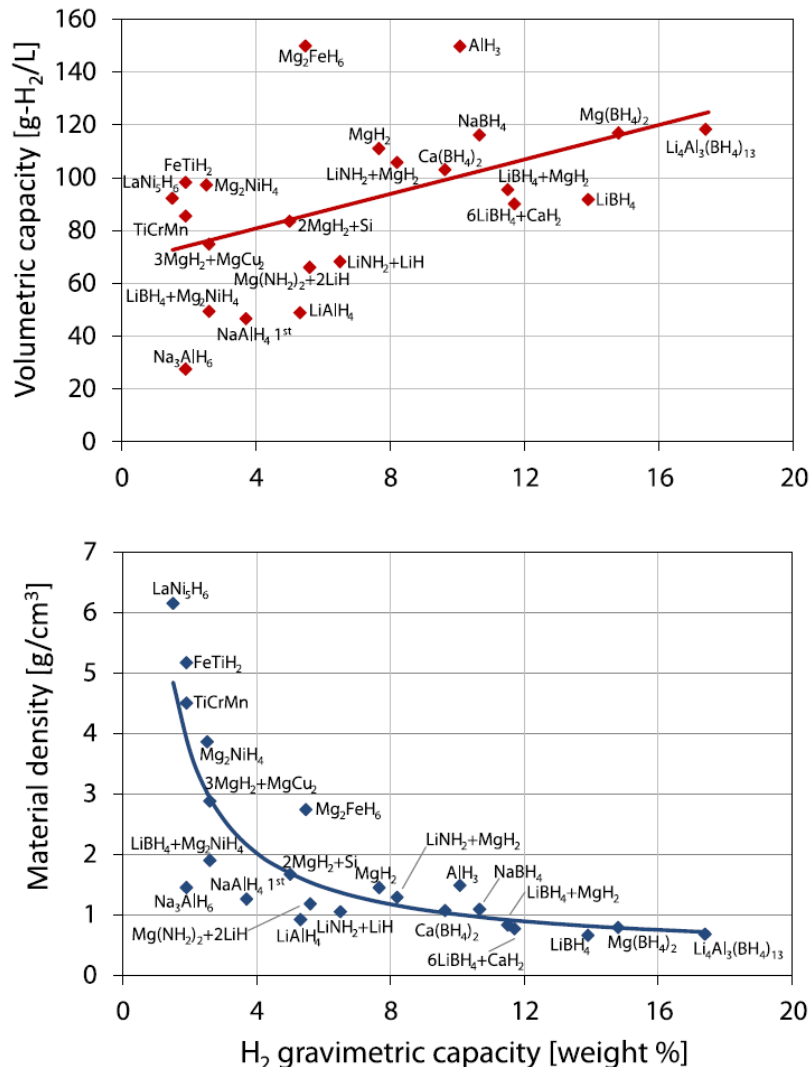 Volumetric capacity [g-H₂/L]
160
140
120
100
80
60
40
20
0
Mg₂FeH₆
AlH₃
NaBH₄
Mg(BH₄)₂
MgH₂
Ca(BH₄)₂
Li₄Al₃(BH₄)₁₃
FeTiH₂
LaNi₅H₆
Mg₂NiH₄
LiNH₂+MgH₂
LiBH₄+MgH₂
LiBH₄
TiCrMn
2MgH₂+Si
6LiBH₄+CaH₂
3MgH₂+MgCu₂
LiNH₂+LiH
Mg(NH₂)₂+2LiH
LiBH₄+Mg₂NiH₄
LiAlH₄
NaAlH₄ 1ˢᵗ
Na₃AlH₆
0 4 8 12 16 20
Material density [g/cm³]
7
6
5
4
3
2
1
0
LaNi₅H₆
FeTiH₂
TiCrMn
Mg₂NiH₄
3MgH₂+MgCu₂
Mg₂FeH₆
LiBH₄+Mg₂NiH₄
LiNH₂+MgH₂
2MgH₂+Si
MgH₂
AlH₃
NaBH₄
NaAlH₄ 1ˢᵗ
LiBH₄+MgH₂
Na₃AlH₆
Mg(NH₂)₂+2LiH
LiAlH₄
LiNH₂+LiH
Ca(BH₄)₂
6LiBH₄+CaH₂
LiBH₄
Mg(BH₄)₂
Li₄Al₃(BH₄)₁₃
0 4 8 12 16 20
H₂ gravimetric capacity [weight %]